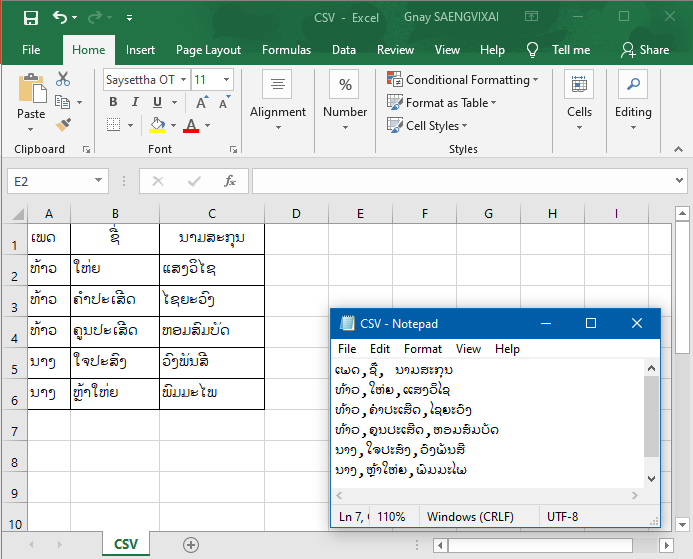 CSV - Excel Gnay SAENGVIXAI
File Home Insert Page Layout Formulas Data Review View Help Tell me Share
Saysettha OT 11
Paste B I U A A
Alignment Number % Conditional Formatting
Format as Table
Cell Styles
Cells Editing
Clipboard Font Styles
E2 fx
A B C D E F G H I
1 ເພດ ຊື່ ນາມສະກຸນ
2 ທ້າວ ໃຫ່ຍ ແສງວິໄຊ
3 ທ້າວ ຄຳປະເສີດ ໄຊຍະວົງ
4 ທ້າວ ຄູນປະເສີດ ຫອມສົມບັດ
5 ນາງ ໃຈປະສົງ ວົງພັນສີ
6 ນາງ ຫຼ້າໃຫ່ຍ ພົມມະໄພ
7
8
9
10
CSV - Notepad
File Edit Format View Help
ເພດ,ຊື່, ນາມສະກຸນ
ທ້າວ,ໃຫ່ຍ,ແສງວິໄຊ
ທ້າວ,ຄຳປະເສີດ,ໄຊຍະວົງ
ທ້າວ,ຄູນປະເສີດ,ຫອມສົມບັດ
ນາງ,ໃຈປະສົງ,ວົງພັນສີ
ນາງ,ຫຼ້າໃຫ່ຍ,ພົມມະໄພ
Ln 7, 110% Windows (CRLF) UTF-8
CSV